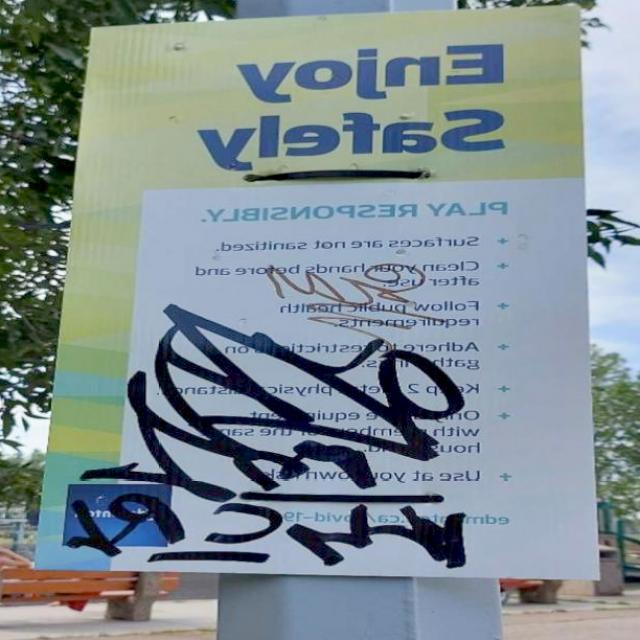 Enjoy
Safely
PLAY RESPONSIBLY.
+ Surfaces are not sanitized.
+ Clean your hands before and
after use.
+ Follow public health
requirements.
+ Adhere to restrictions on
gatherings.
+ Keep 2 metres physical distance.
+ Only share equipment
with members of the same
household.
+ Use at your own risk.
edmonton.ca/covid-19
Edmonton